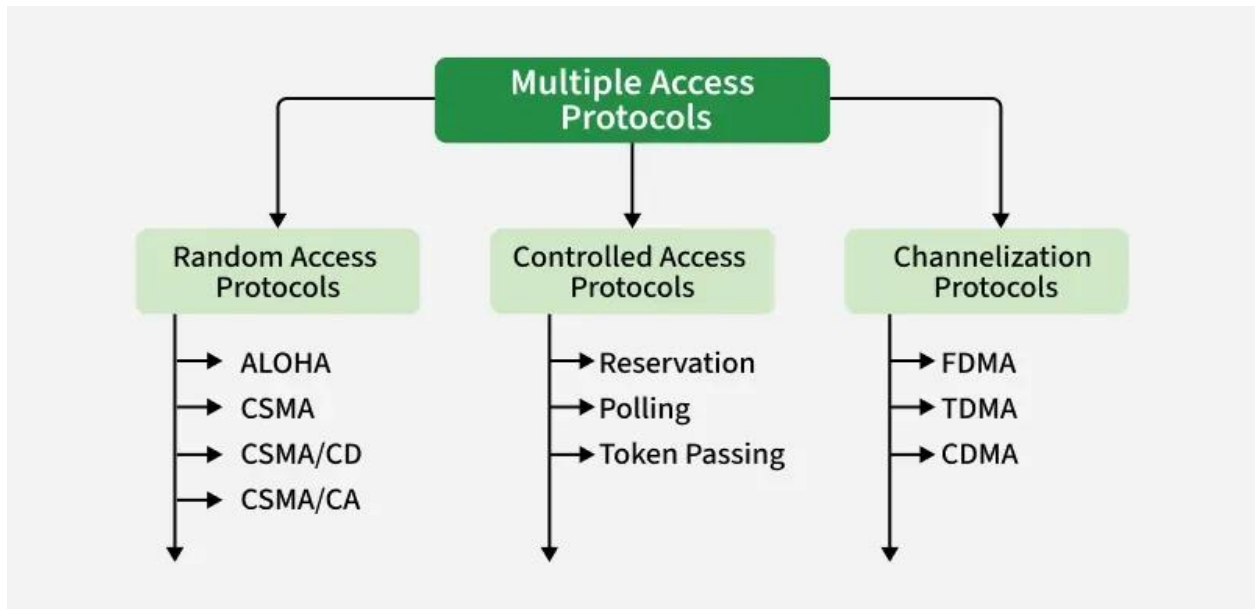 Multiple Access
Protocols
Random Access
Protocols
ALOHA
CSMA
CSMA/CD
CSMA/CA
Controlled Access
Protocols
Reservation
Polling
Token Passing
Channelization
Protocols
FDMA
TDMA
CDMA